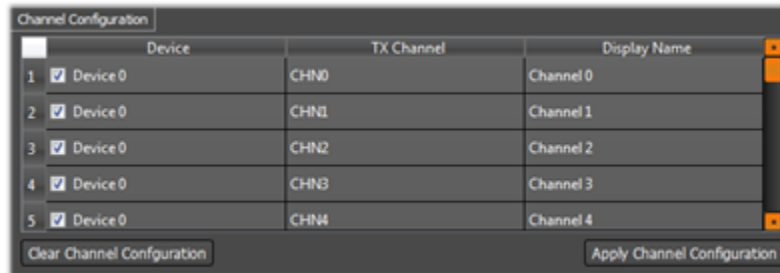 Channel Configuration
Device TX Channel Display Name
1 Device 0 CHN0 Channel 0
2 Device 0 CHN1 Channel 1
3 Device 0 CHN2 Channel 2
4 Device 0 CHN3 Channel 3
5 Device 0 CHN4 Channel 4
Clear Channel Configuration Apply Channel Configuration